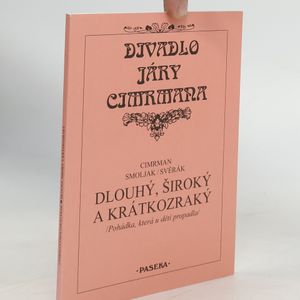 DIVADLO
JÁRY
CIMRMANA
CIMRMAN
SMOLJAK/SVĚRÁK
DLOUHÝ, ŠIROKÝ
A KRÁTKOZRAKÝ
/Pohádka, která u dětí propadla/
·PASEKA·